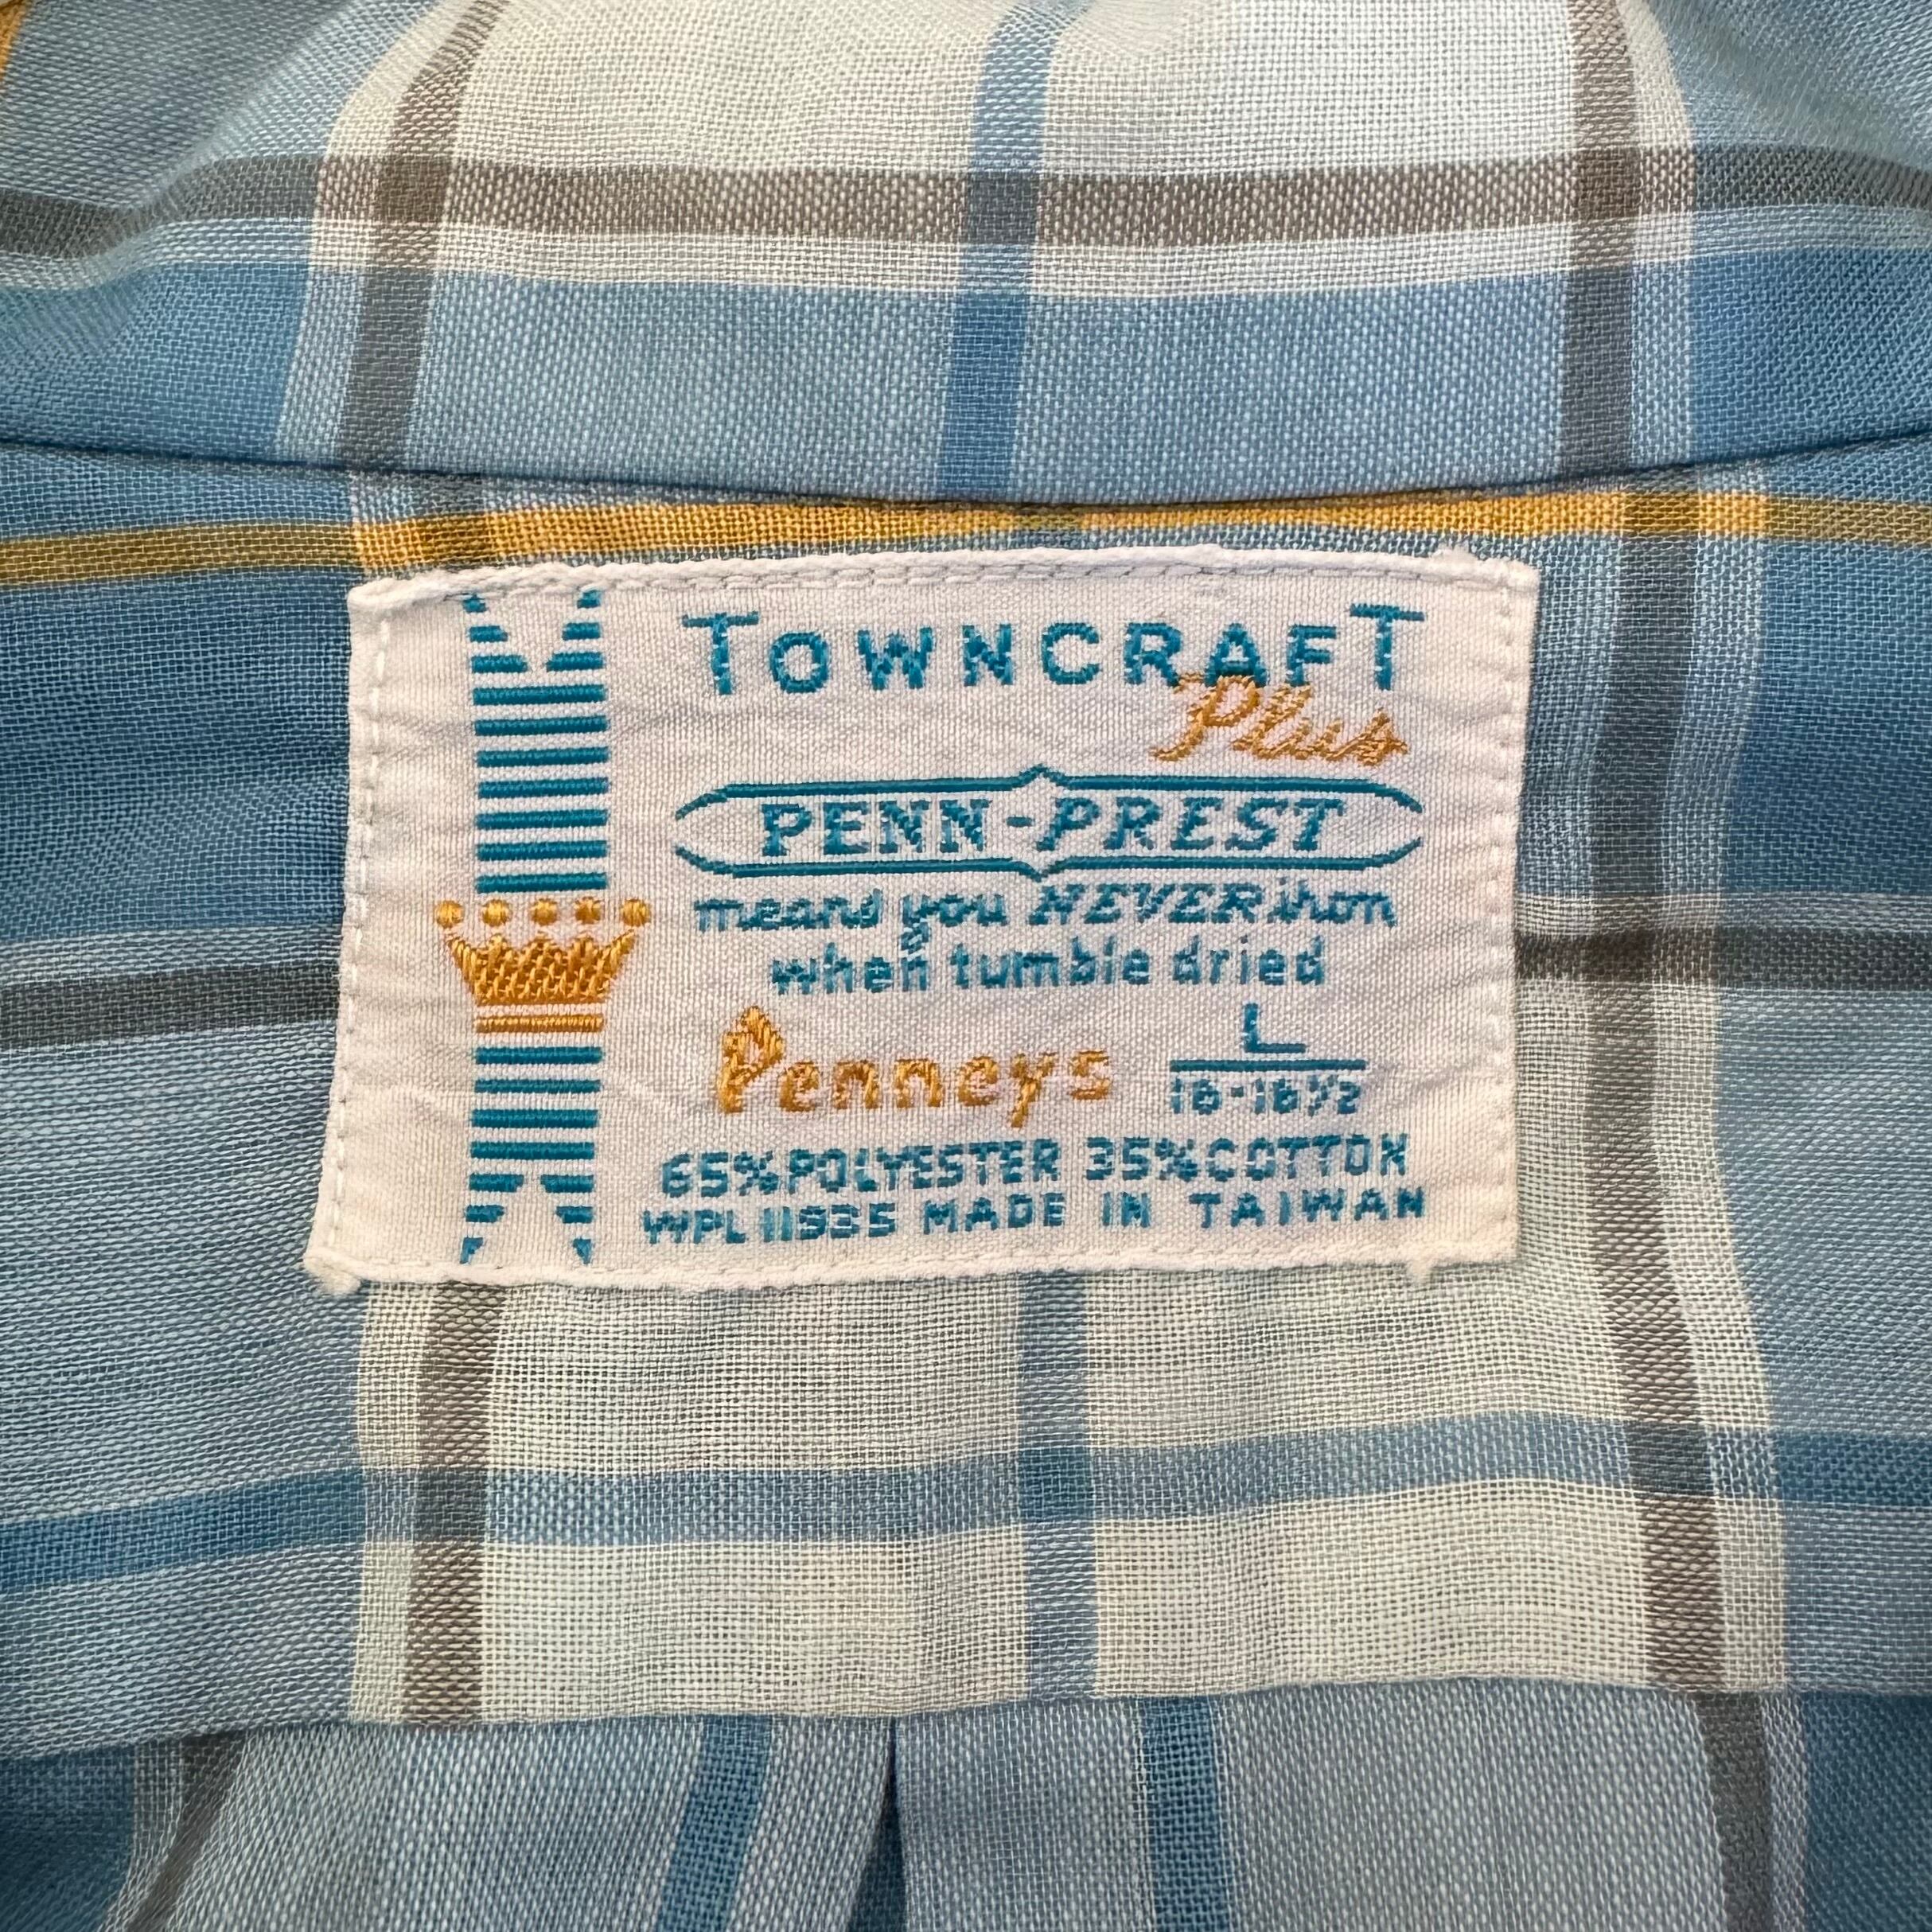 TOWNCRAFT
Plus
PENN-PREST
means you NEVER iron
when tumble dried
Penneys
L
16-16½
65% POLYESTER 35% COTTON
WPL 11935 MADE IN TAIWAN